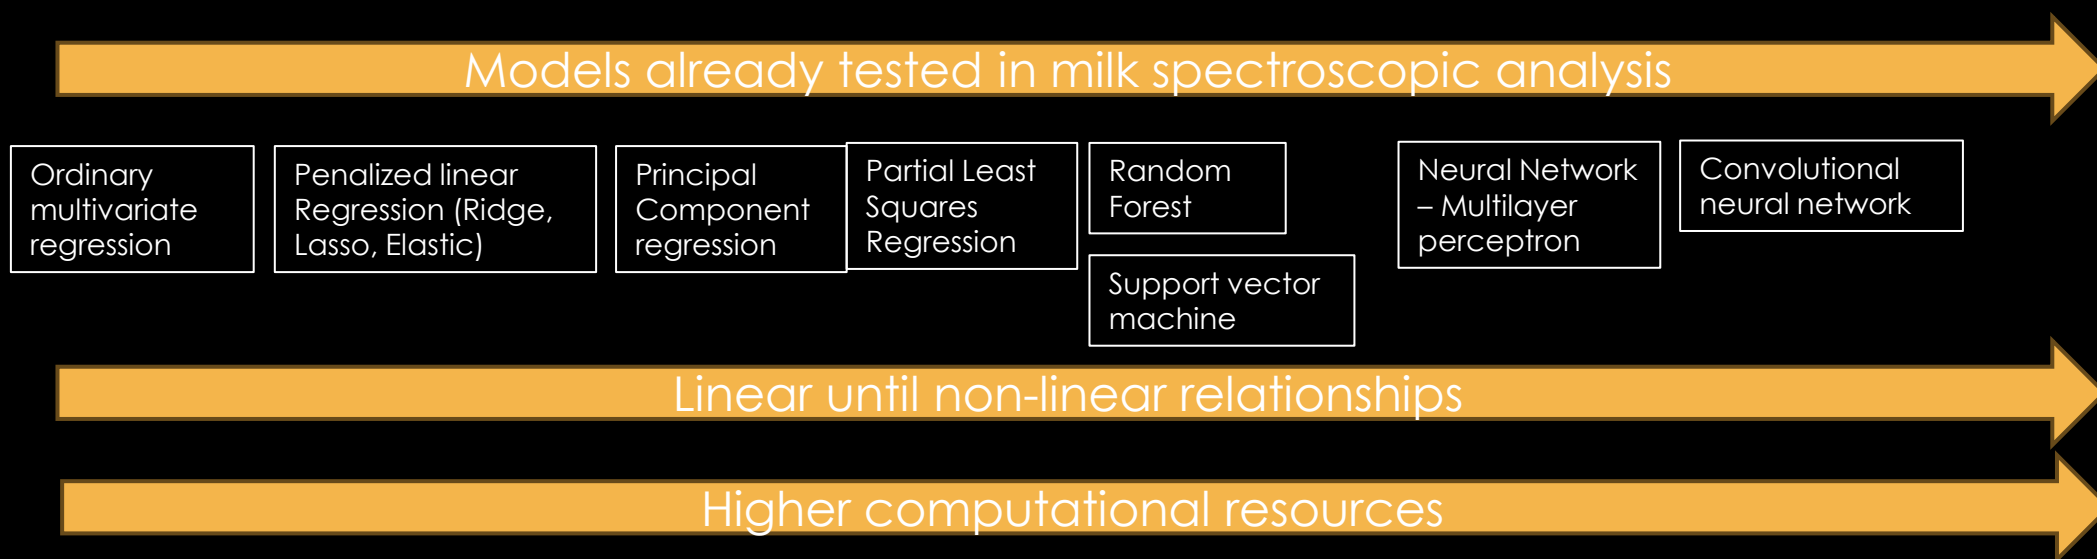 Models already tested in milk spectroscopic analysis
Ordinary
multivariate
regression
Penalized linear
Regression (Ridge,
Lasso, Elastic)
Principal
Component
regression
Partial Least
Squares
Regression
Random
Forest
Support vector
machine
Neural Network
– Multilayer
perceptron
Convolutional
neural network
Linear until non-linear relationships
Higher computational resources